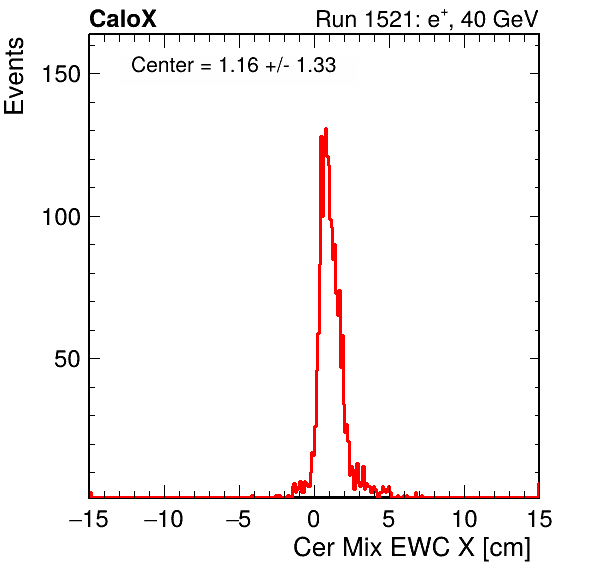 CaloX
Run 1521: e⁺, 40 GeV
Events
Center = 1.16 +/- 1.33
150
100
50
−15 −10 −5 0 5 10 15
Cer Mix EWC X [cm]